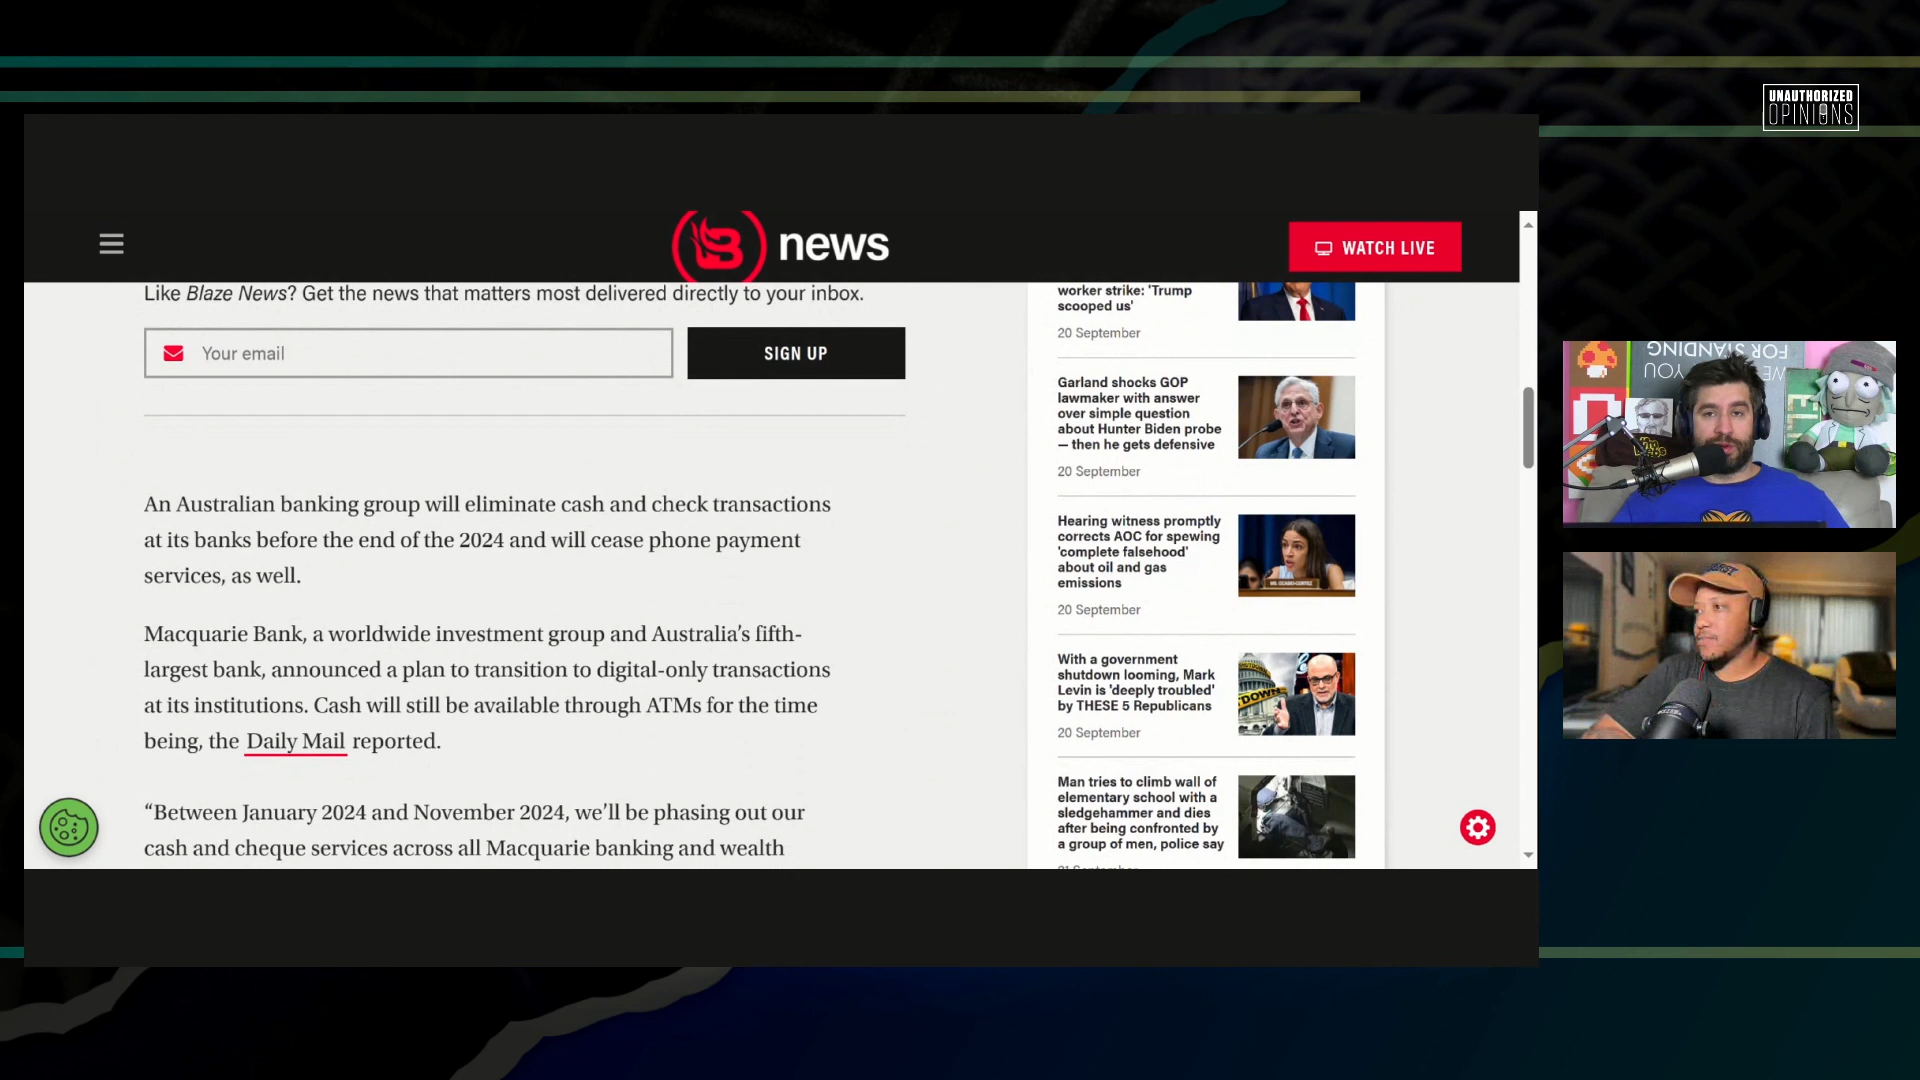 UNAUTHORIZED
OPINIONS
news
WATCH LIVE
Like Blaze News? Get the news that matters most delivered directly to your inbox.
Your email
SIGN UP
An Australian banking group will eliminate cash and check transactions
at its banks before the end of the 2024 and will cease phone payment
services, as well.
Macquarie Bank, a worldwide investment group and Australia’s fifth-
largest bank, announced a plan to transition to digital-only transactions
at its institutions. Cash will still be available through ATMs for the time
being, the Daily Mail reported.
“Between January 2024 and November 2024, we’ll be phasing out our
cash and cheque services across all Macquarie banking and wealth
worker strike: 'Trump
scooped us'
20 September
Garland shocks GOP
lawmaker with answer
over simple question
about Hunter Biden probe
— then he gets defensive
20 September
Hearing witness promptly
corrects AOC for spewing
'complete falsehood'
about oil and gas
emissions
20 September
With a government
shutdown looming, Mark
Levin is 'deeply troubled'
by THESE 5 Republicans
20 September
Man tries to climb wall of
elementary school with a
sledgehammer and dies
after being confronted by
a group of men, police say
FOR STANDING